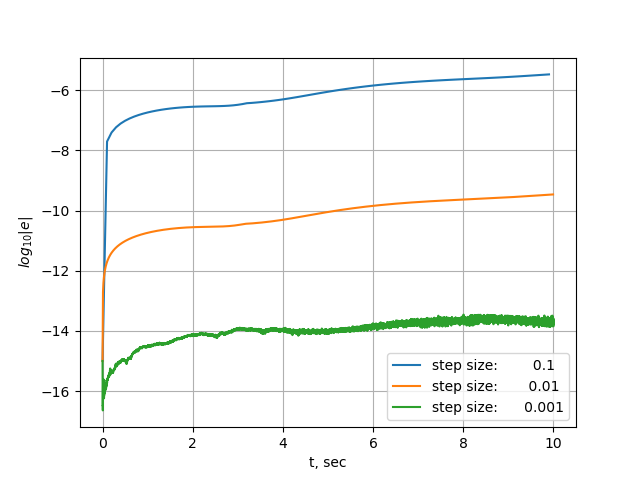 −6
−8
−10
−12
−14
−16
log₁₀|e|
0
2
4
6
8
10
t, sec
step size: 0.1
step size: 0.01
step size: 0.001